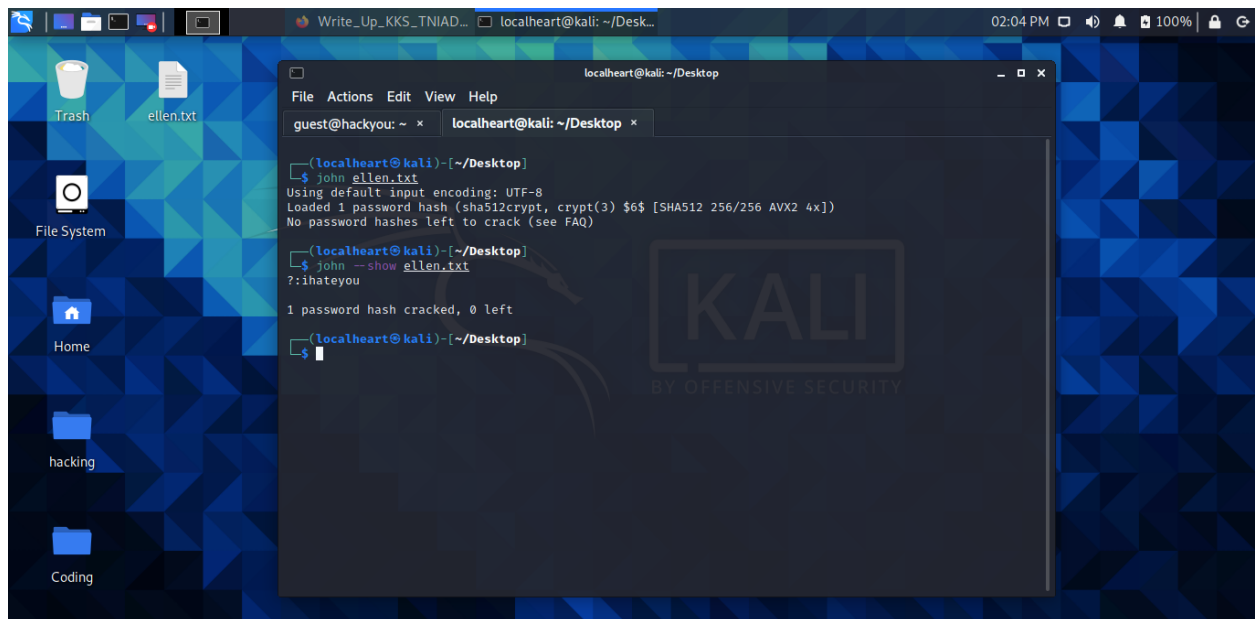 Write_Up_KKS_TNIAD... localheart@kali: ~/Desk... 02:04 PM 100%
Trash
ellen.txt
File System
Home
hacking
Coding
localheart@kali: ~/Desktop
File Actions Edit View Help
guest@hackyou: ~ × localheart@kali: ~/Desktop ×
┌──(localheart㉿kali)-[~/Desktop]
└─$ john ellen.txt
Using default input encoding: UTF-8
Loaded 1 password hash (sha512crypt, crypt(3) $6$ [SHA512 256/256 AVX2 4x])
No password hashes left to crack (see FAQ)
┌──(localheart㉿kali)-[~/Desktop]
└─$ john --show ellen.txt
?:ihateyou
1 password hash cracked, 0 left
┌──(localheart㉿kali)-[~/Desktop]
└─$
KALI
BY OFFENSIVE SECURITY